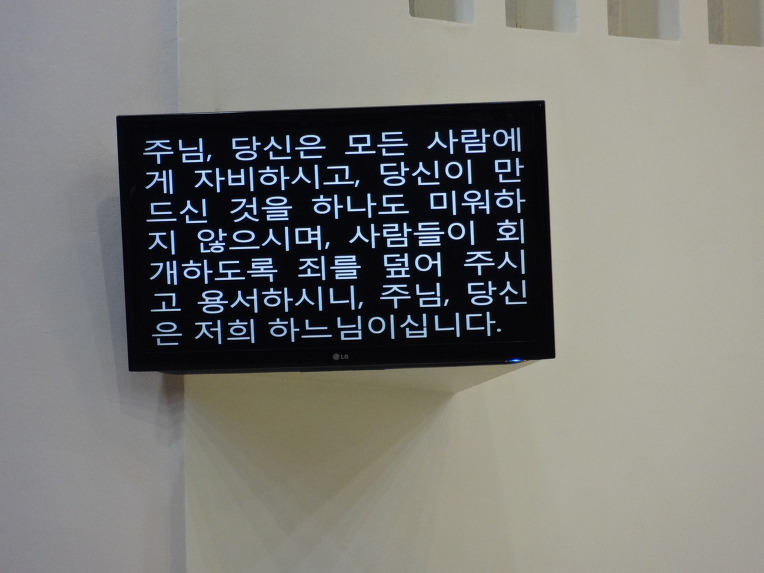 주님, 당신은 모든 사람에
게 자비하시고, 당신이 만
드신 것을 하나도 미워하
지 않으시며, 사람들이 회
개하도록 죄를 덮어 주시
고 용서하시니, 주님, 당신
은 저희 하느님이십니다.
LG